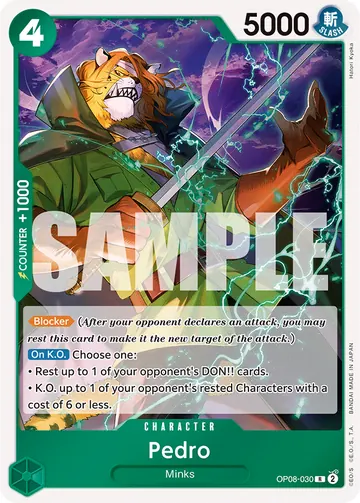 4
5000
斬
SLASH
COUNTER +1000
Hatori Kyoka
SAMPLE
Blocker (After your opponent declares an attack, you may
rest this card to make it the new target of the attack.)
On K.O. Choose one:
• Rest up to 1 of your opponent's DON!! cards.
• K.O. up to 1 of your opponent's rested Characters with a
cost of 6 or less.
CHARACTER
Pedro
Minks
OP08-030 R 2
©E.O/S., ©E.O./S., T.A. BANDAI MADE IN JAPAN